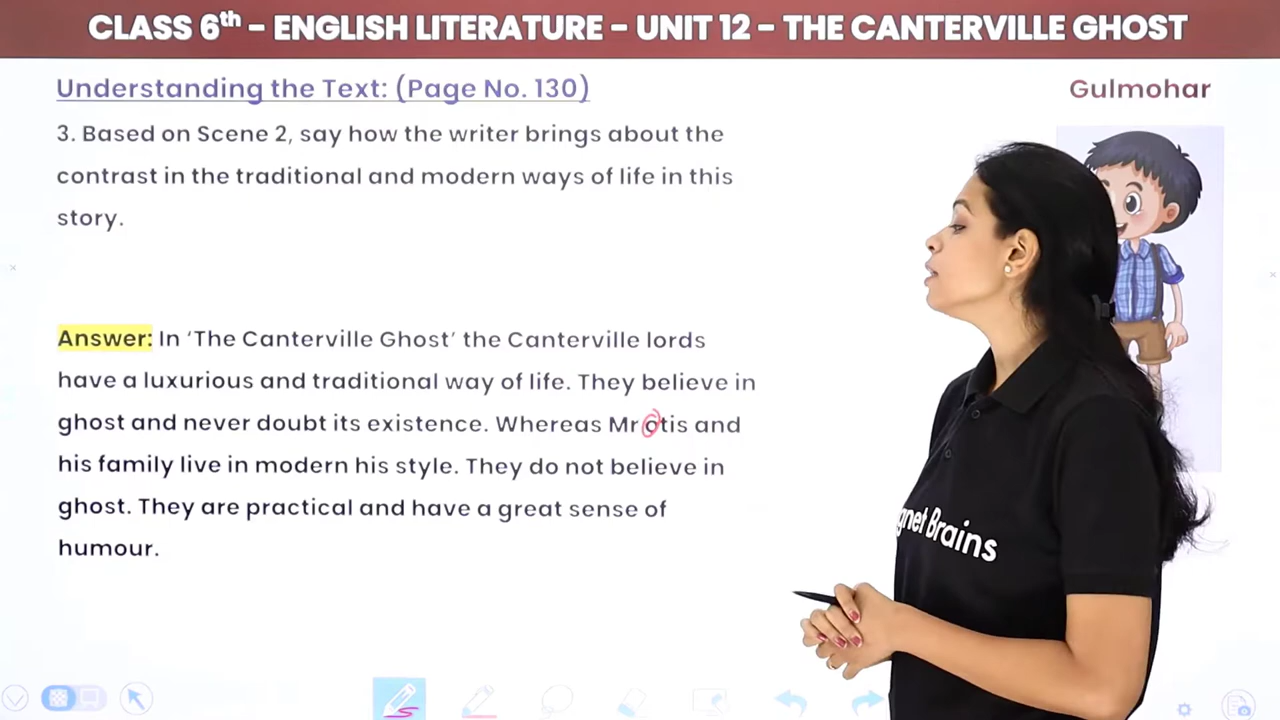 CLASS 6th - ENGLISH LITERATURE - UNIT 12 - THE CANTERVILLE GHOST
Understanding the Text: (Page No. 130)
Gulmohar
3. Based on Scene 2, say how the writer brings about the
contrast in the traditional and modern ways of life in this
story.
Answer: In ‘The Canterville Ghost’ the Canterville lords
have a luxurious and traditional way of life. They believe in
ghost and never doubt its existence. Whereas Mr otis and
his family live in modern his style. They do not believe in
ghost. They are practical and have a great sense of
humour.
gnet Brains